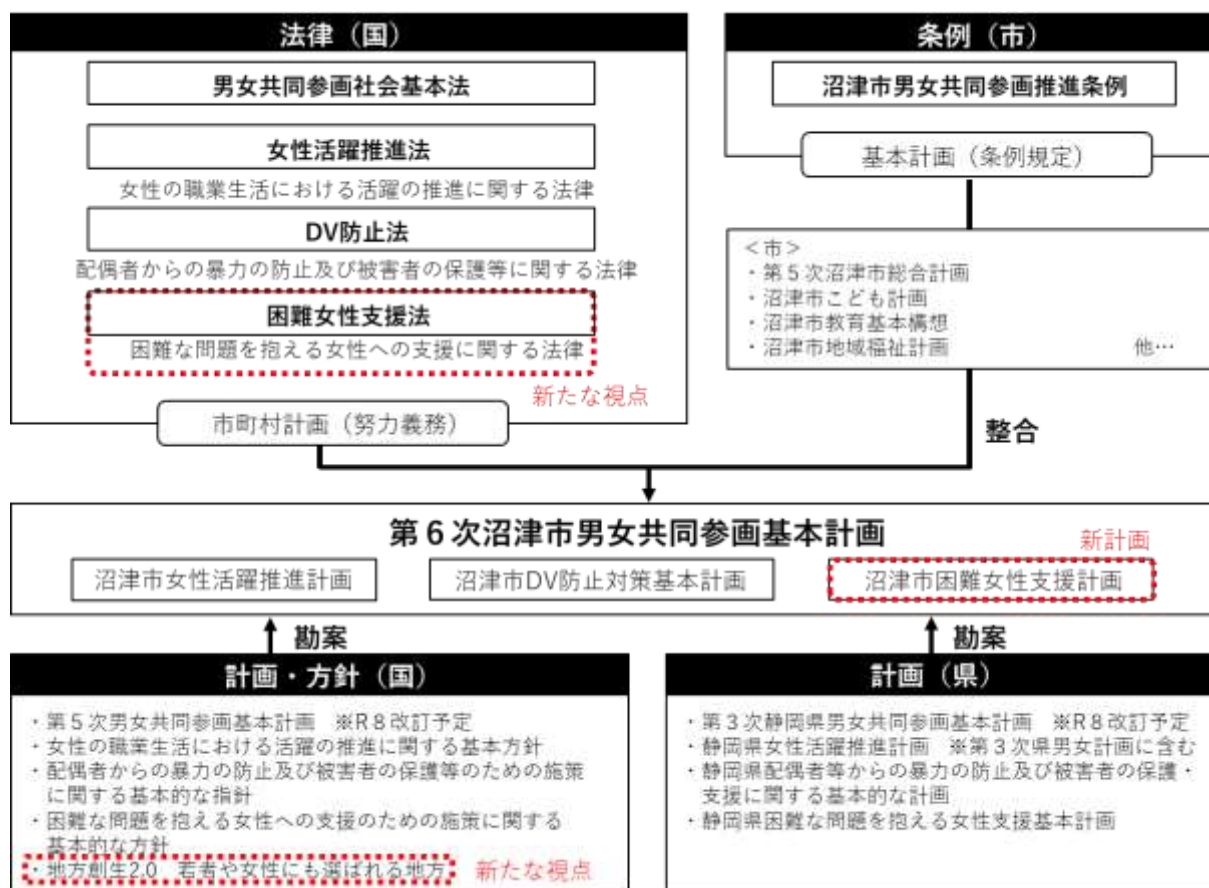 法律（国）
男女共同参画社会基本法
女性活躍推進法
女性の職業生活における活躍の推進に関する法律
DV防止法
配偶者からの暴力の防止及び被害者の保護等に関する法律
困難女性支援法
困難な問題を抱える女性への支援に関する法律
新たな視点
市町村計画（努力義務）
条例（市）
沼津市男女共同参画推進条例
基本計画（条例規定）
＜市＞
・第５次沼津市総合計画
・沼津市こども計画
・沼津市教育基本構想
・沼津市地域福祉計画　他…
整合
第６次沼津市男女共同参画基本計画
新計画
沼津市女性活躍推進計画
沼津市DV防止対策基本計画
沼津市困難女性支援計画
勘案
勘案
計画・方針（国）
・第５次男女共同参画基本計画　※R８改訂予定
・女性の職業生活における活躍の推進に関する基本方針
・配偶者からの暴力の防止及び被害者の保護等のための施策
に関する基本的な指針
・困難な問題を抱える女性への支援のための施策に関する
基本的な方針
・地方創生2.0　若者や女性にも選ばれる地方
新たな視点
計画（県）
・第３次静岡県男女共同参画基本計画　※R８改訂予定
・静岡県女性活躍推進計画　※第３次県男女計画に含む
・静岡県配偶者等からの暴力の防止及び被害者の保護・
支援に関する基本的な計画
・静岡県困難な問題を抱える女性支援基本計画